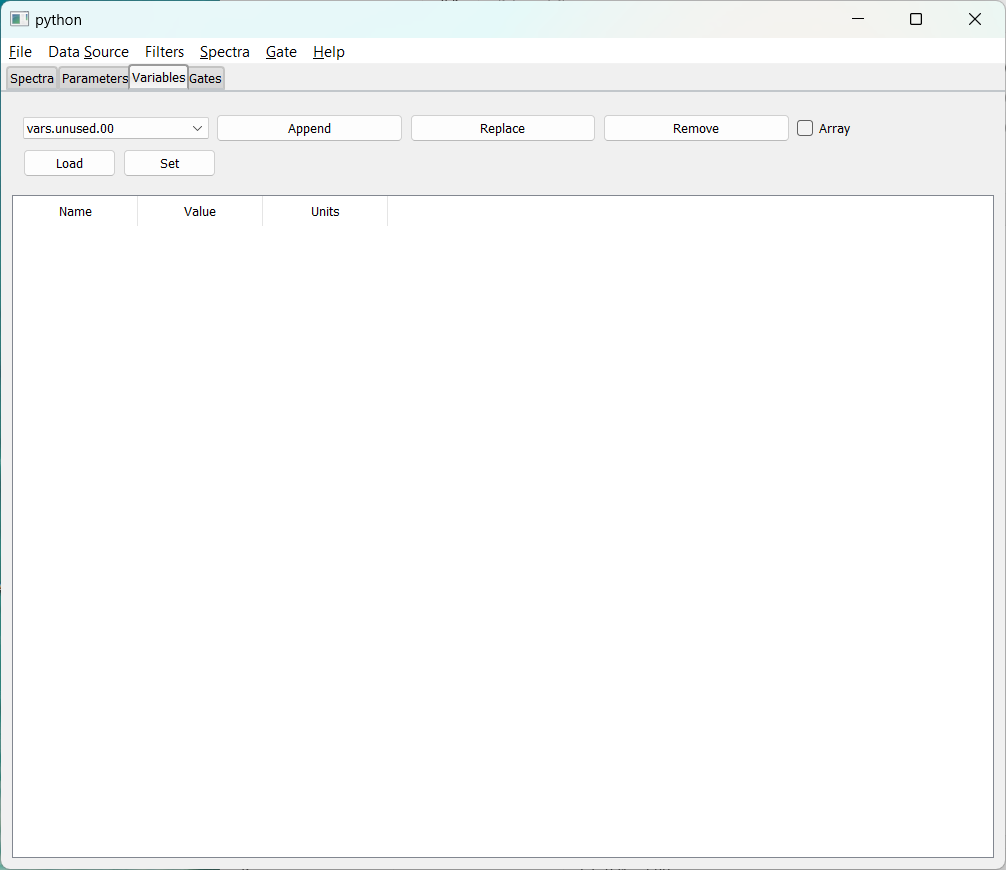 python
File Data Source Filters Spectra Gate Help
Spectra Parameters Variables Gates
vars.unused.00 Append Replace Remove Array
Load Set
Name Value Units